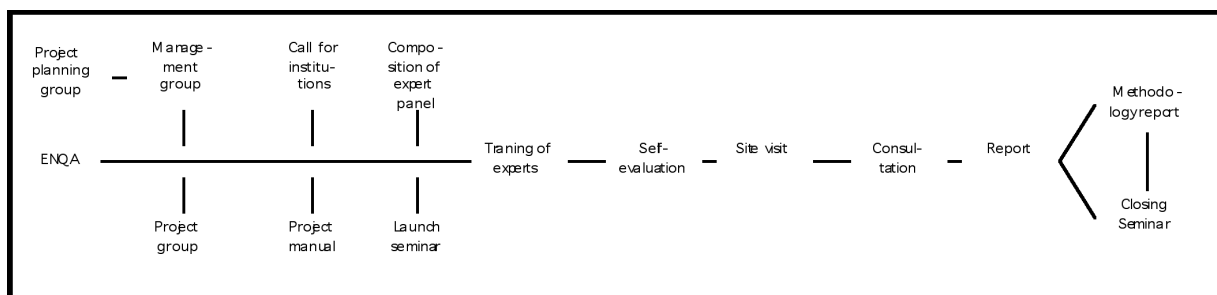 Project
planning
group
Manage-
ment
group
Call for
institu-
tions
Compo-
sition of
expert
panel
ENQA
Traning of
experts
Self-
evaluation
Site visit
Consul-
tation
Report
Methodo-
logy report
Closing
Seminar
Project
group
Project
manual
Launch
seminar